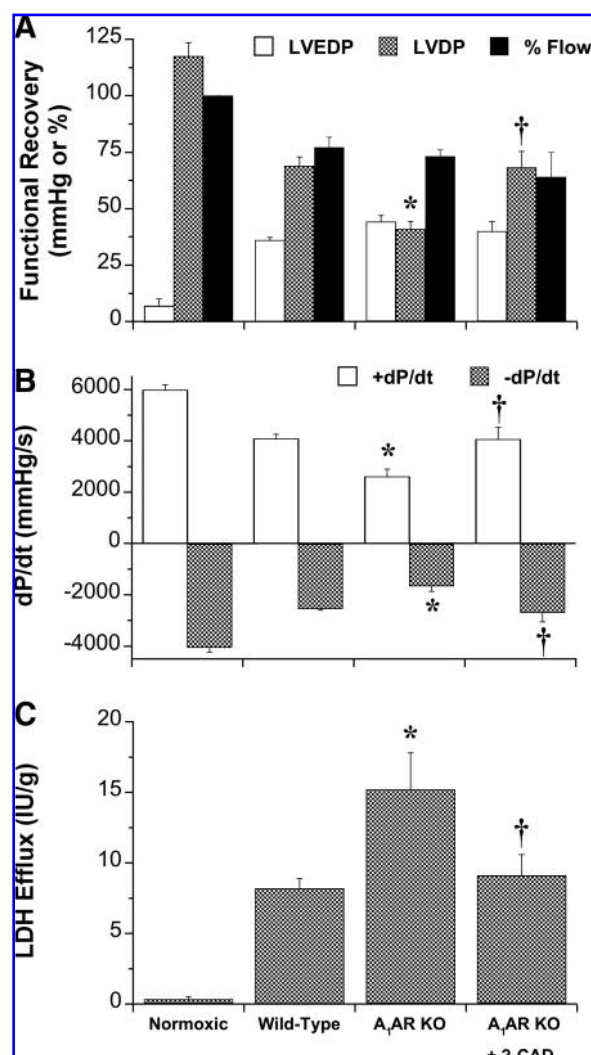 A
LVEDP LVDP % Flow
Functional Recovery
(mmHg or %)
125
100
75
50
25
0
*
†
B
+dP/dt -dP/dt
dP/dt (mmHg/s)
6000
4000
2000
0
-2000
-4000
*
†
*
†
C
LDH Efflux (IU/g)
20
15
10
5
0
*
†
Normoxic Wild-Type A₁AR KO A₁AR KO
+ 2-CAD